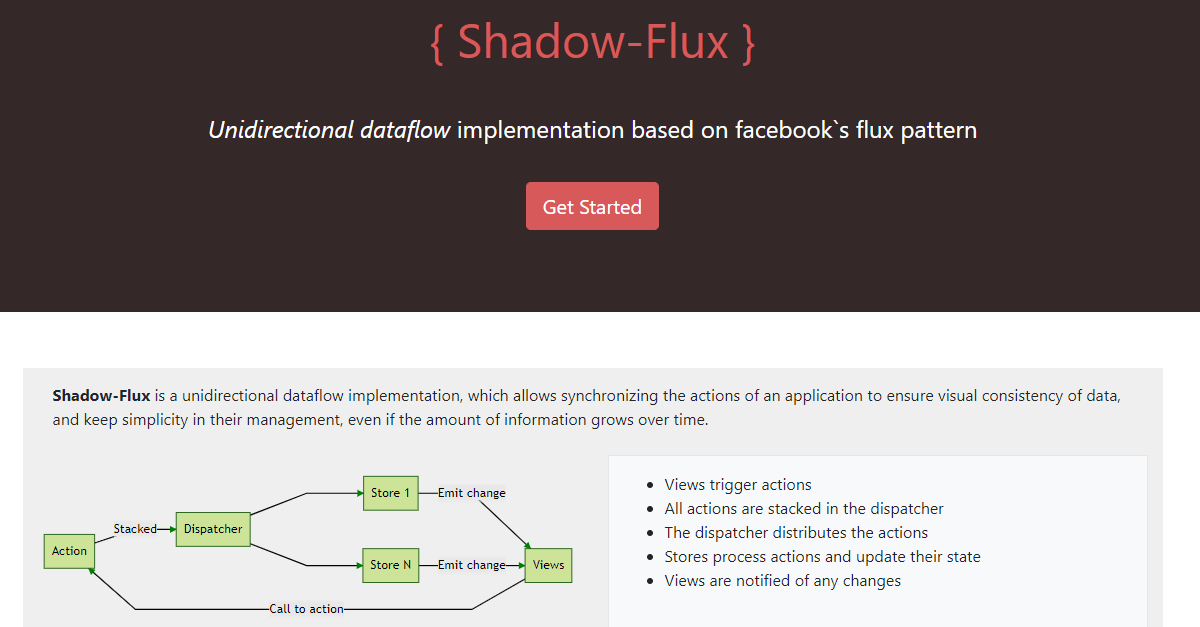 { Shadow-Flux }
Unidirectional dataflow implementation based on facebook`s flux pattern
Get Started
Shadow-Flux is a unidirectional dataflow implementation, which allows synchronizing the actions of an application to ensure visual consistency of data,
and keep simplicity in their management, even if the amount of information grows over time.
Action
Stacked
Dispatcher
Store 1
Emit change
Store N
Emit change
Views
Call to action
Views trigger actions
All actions are stacked in the dispatcher
The dispatcher distributes the actions
Stores process actions and update their state
Views are notified of any changes